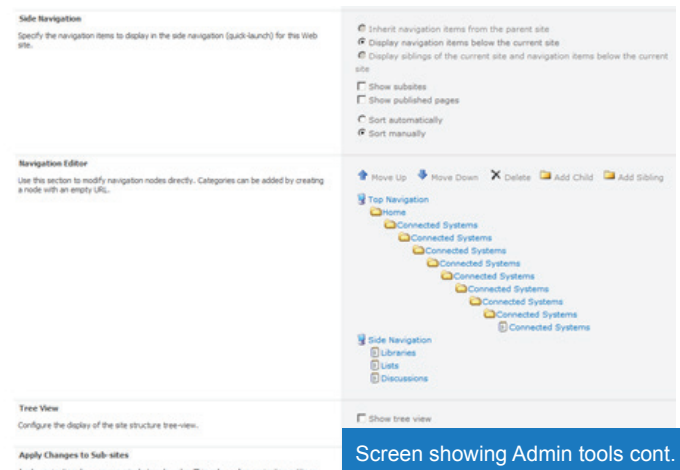 Side Navigation
Specify the navigation items to display in the side navigation (quick-launch) for this Web
site.
Inherit navigation items from the parent site
Display navigation items below the current site
Display siblings of the current site and navigation items below the current
site
Show subsites
Show published pages
Sort automatically
Sort manually
Navigation Editor
Use this section to modify navigation nodes directly. Categories can be added by creating
a node with an empty URL.
Move Up Move Down Delete Add Child Add Sibling
Top Navigation
Home
Connected Systems
Connected Systems
Connected Systems
Connected Systems
Connected Systems
Connected Systems
Connected Systems
Connected Systems
Connected Systems
Side Navigation
Libraries
Lists
Discussions
Tree View
Configure the display of the site structure tree-view.
Show tree view
Apply Changes to Sub-sites
Screen showing Admin tools cont.